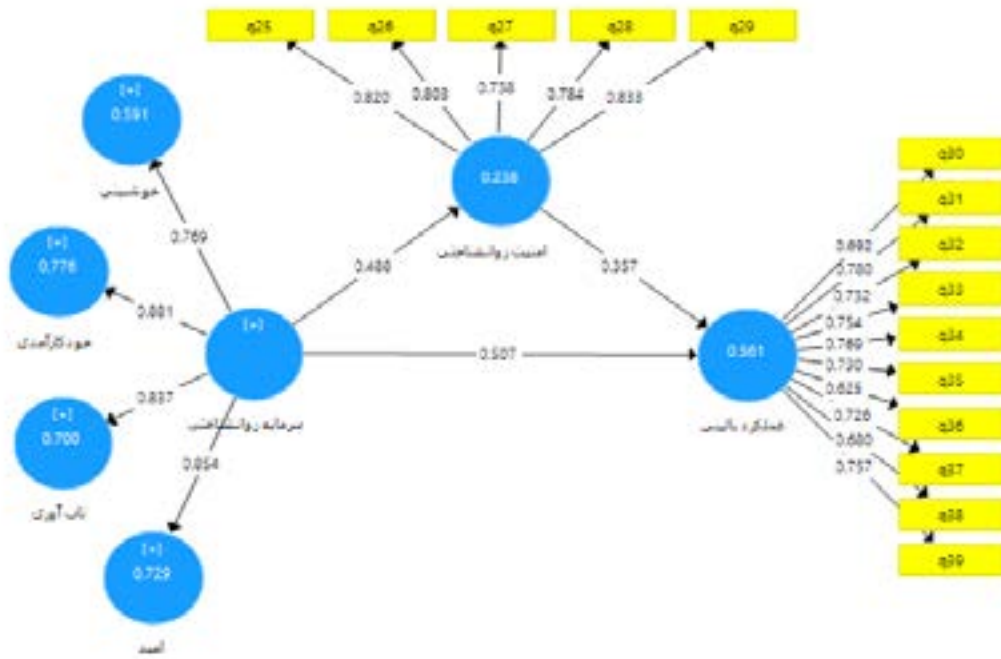 q25 q26 q27 q28 q29
0.820 0.803 0.738 0.784 0.833
[+]
0.591
خوشبینی
0.238
امنیت روانشناختی
q30
q31
q32
q33
q34
q35
q36
q37
q38
q39
0.692
0.780
0.732
0.754
0.769
0.730
0.625
0.726
0.680
0.757
0.769
0.488
0.357
[+]
0.776
خودکارآمدی
0.881
[+]
سرمایه روانشناختی
0.507
0.561
عملکرد بالینی
0.837
[+]
0.700
تاب آوری
0.854
[+]
0.729
امید